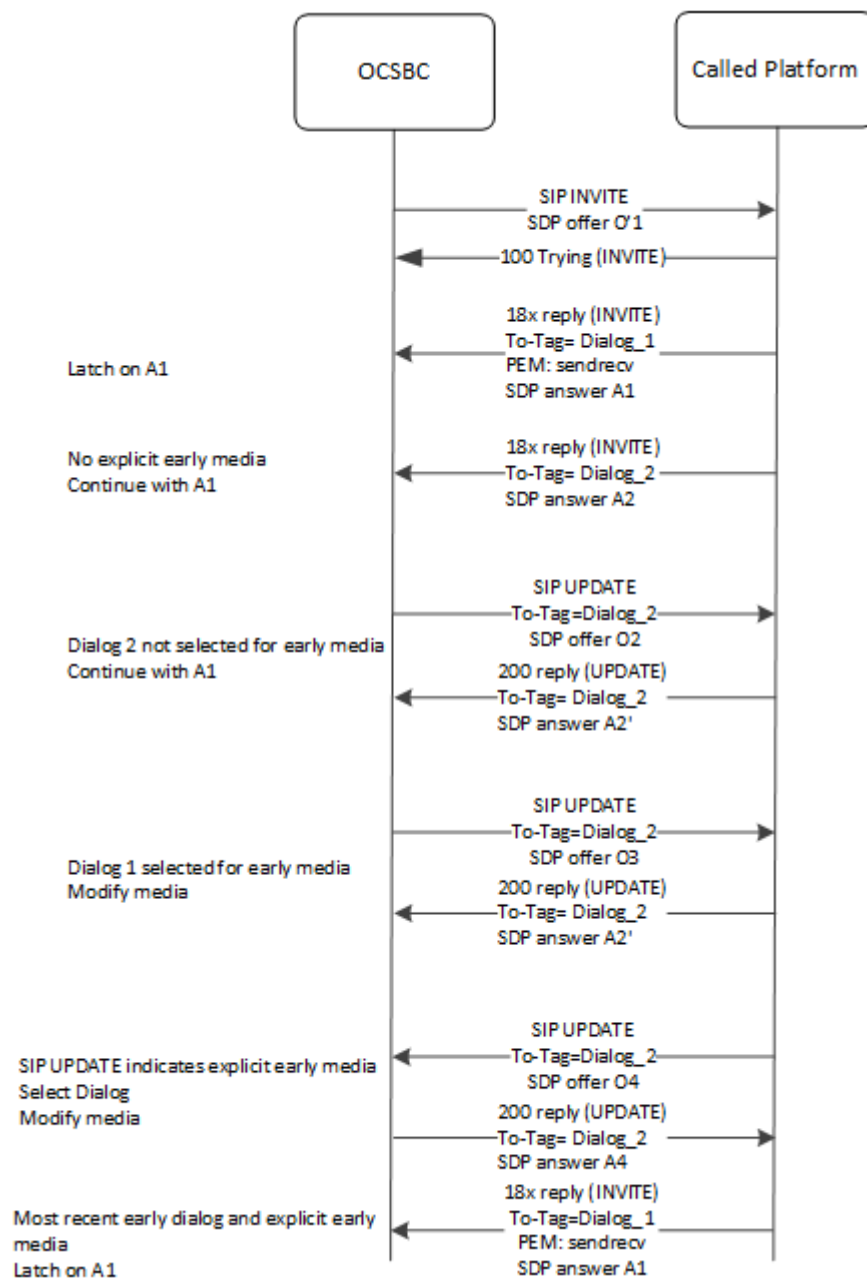 OCSBC
Called Platform
SIP INVITE
SDP offer O'1
100 Trying (INVITE)
18x reply (INVITE)
To-Tag= Dialog_1
PEM: sendrecv
SDP answer A1
Latch on A1
18x reply (INVITE)
To-Tag= Dialog_2
SDP answer A2
No explicit early media
Continue with A1
SIP UPDATE
To-Tag=Dialog_2
SDP offer O2
Dialog 2 not selected for early media
Continue with A1
200 reply (UPDATE)
To-Tag= Dialog_2
SDP answer A2'
SIP UPDATE
To-Tag=Dialog_2
SDP offer O3
Dialog 1 selected for early media
Modify media
200 reply (UPDATE)
To-Tag= Dialog_2
SDP answer A2'
SIP UPDATE
To-Tag=Dialog_2
SDP offer O4
SIP UPDATE indicates explicit early media
Select Dialog
Modify media
200 reply (UPDATE)
To-Tag= Dialog_2
SDP answer A4
18x reply (INVITE)
To-Tag=Dialog_1
PEM: sendrecv
SDP answer A1
Most recent early dialog and explicit early
media
Latch on A1